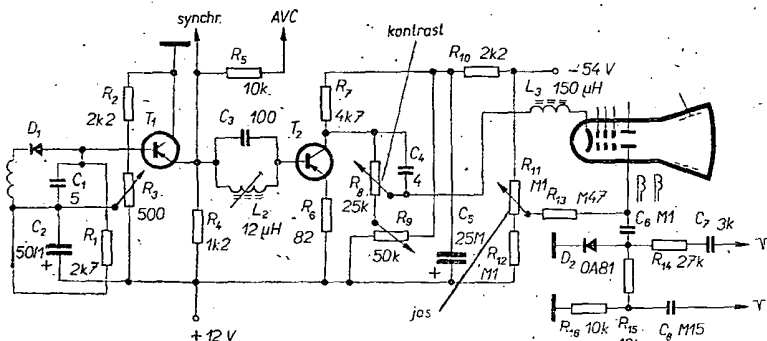 synchr.
AVC
kontrast
R5
10k
R10 2k2
− 54 V
L3
150 µH
R2
2k2
T1
C3 100
T2
R7
4k7
D1
C1
5
R3
500
C2
50M
+
R1
2k7
R4
1k2
L2
12 µH
R6
82
R8
25k
C4
4
R9
50k
C5
25M
+
R11
M1
R13 M47
R12
M1
C6 M1
C7 3k
D2 0A81
R14 27k
R16 10k
R15
C8 M15
jas
+ 12 V